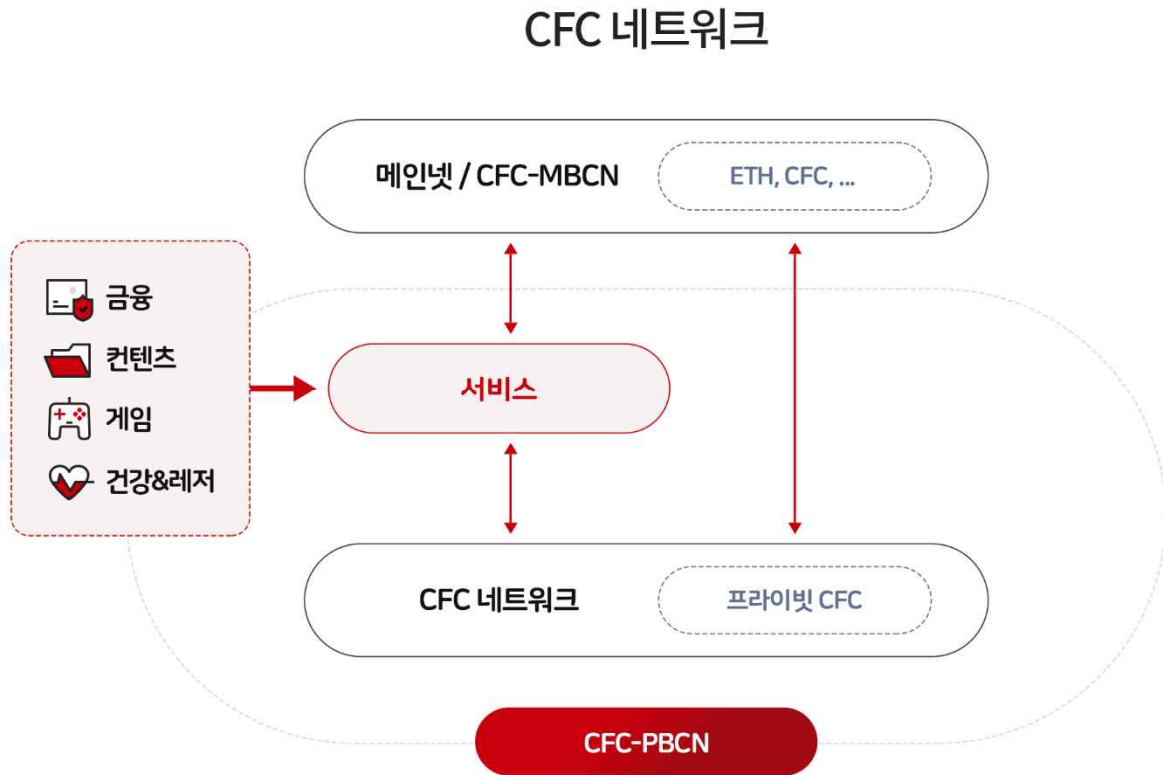 CFC 네트워크
메인넷 / CFC-MBCN
ETH, CFC, ...
금융
컨텐츠
게임
건강&레저
서비스
CFC 네트워크
프라이빗 CFC
CFC-PBCN